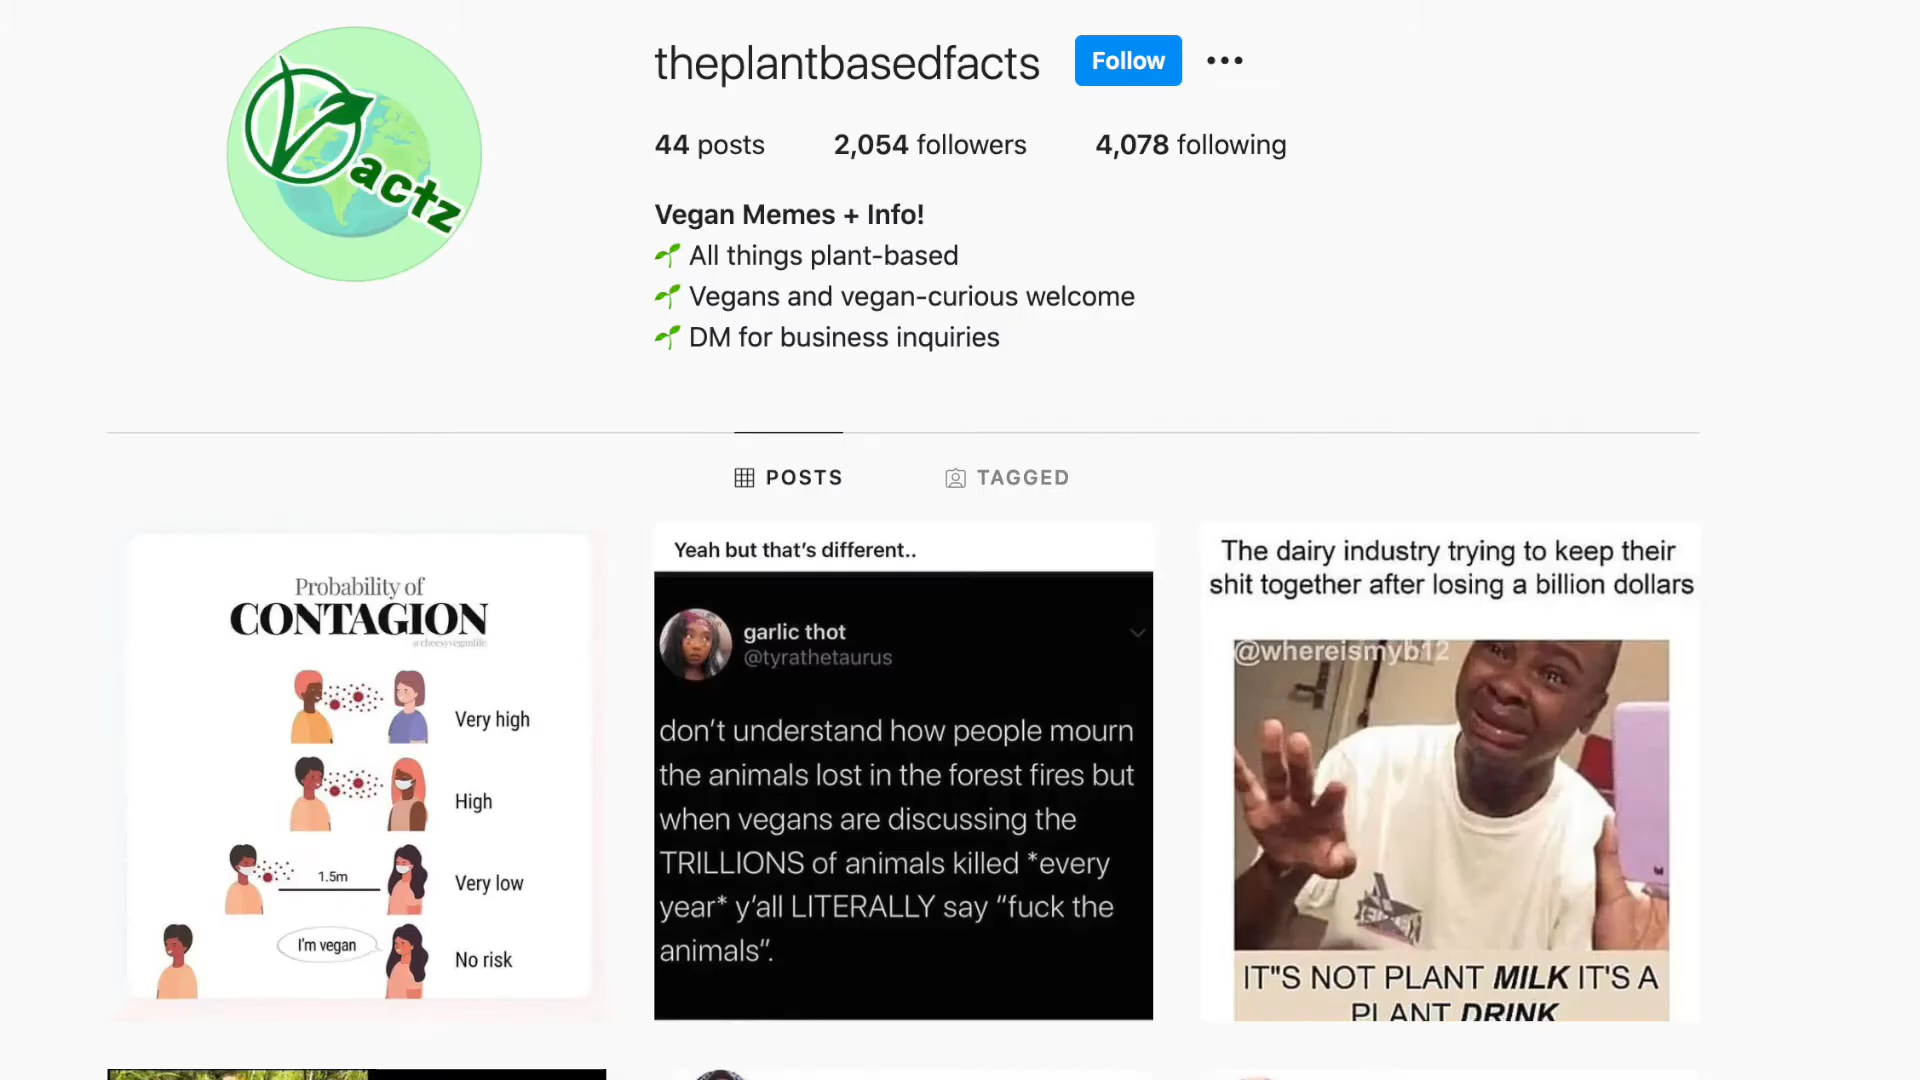 Vactz
theplantbasedfacts
Follow
44 posts
2,054 followers
4,078 following
Vegan Memes + Info!
All things plant-based
Vegans and vegan-curious welcome
DM for business inquiries
POSTS
TAGGED
Probability of
CONTAGION
@cheesyveganlife
Very high
High
1.5m
Very low
I'm vegan
No risk
Yeah but that's different..
garlic thot
@tyrathetaurus
don't understand how people mourn
the animals lost in the forest fires but
when vegans are discussing the
TRILLIONS of animals killed *every
year* y'all LITERALLY say "fuck the
animals".
The dairy industry trying to keep their
shit together after losing a billion dollars
@whereismyb12
IT"S NOT PLANT MILK IT'S A
PLANT DRINK